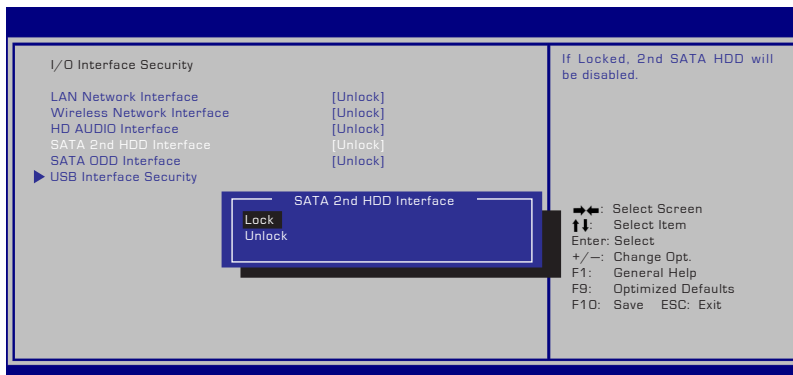 I/O Interface Security
LAN Network Interface [Unlock]
Wireless Network Interface [Unlock]
HD AUDIO Interface [Unlock]
SATA 2nd HDD Interface [Unlock]
SATA ODD Interface [Unlock]
USB Interface Security
SATA 2nd HDD Interface
Lock
Unlock
If Locked, 2nd SATA HDD will
be disabled.
→←: Select Screen
↑↓: Select Item
Enter: Select
+/—: Change Opt.
F1: General Help
F9: Optimized Defaults
F10: Save ESC: Exit